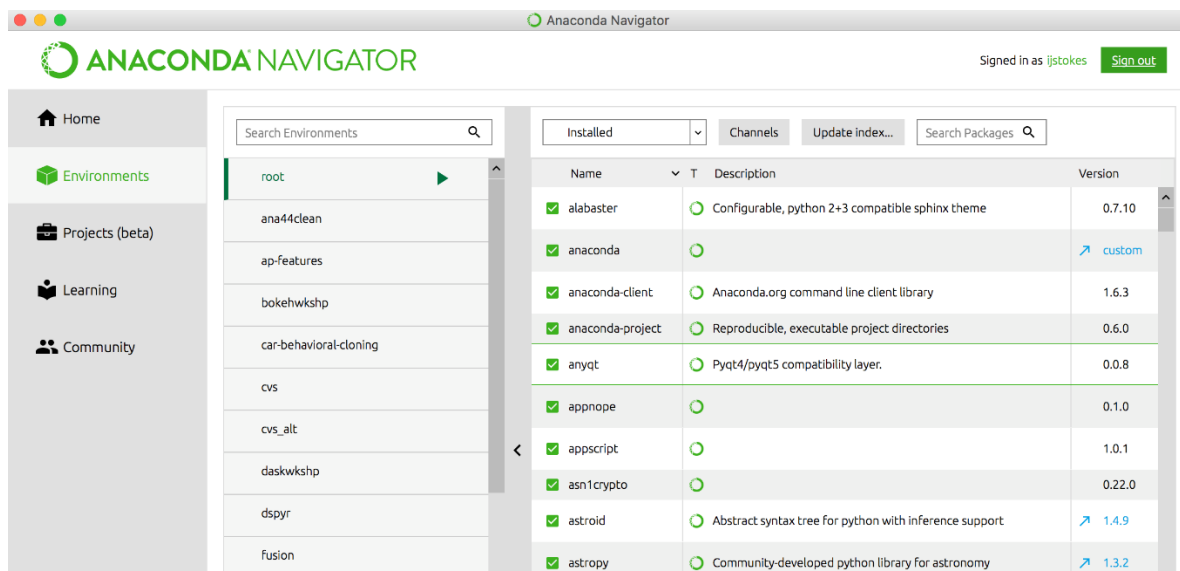 Anaconda Navigator
ANACONDA NAVIGATOR
Signed in as ijstokes
Sign out
Home
Environments
Projects (beta)
Learning
Community
Search Environments
root
ana44clean
ap-features
bokehwkshp
car-behavioral-cloning
cvs
cvs_alt
daskwkshp
dspyr
fusion
Installed
Channels
Update index...
Search Packages
Name T Description Version
alabaster Configurable, python 2+3 compatible sphinx theme 0.7.10
anaconda custom
anaconda-client Anaconda.org command line client library 1.6.3
anaconda-project Reproducible, executable project directories 0.6.0
anyqt Pyqt4/pyqt5 compatibility layer. 0.0.8
appnope 0.1.0
appscript 1.0.1
asn1crypto 0.22.0
astroid Abstract syntax tree for python with inference support 1.4.9
astropy Community-developed python library for astronomy 1.3.2